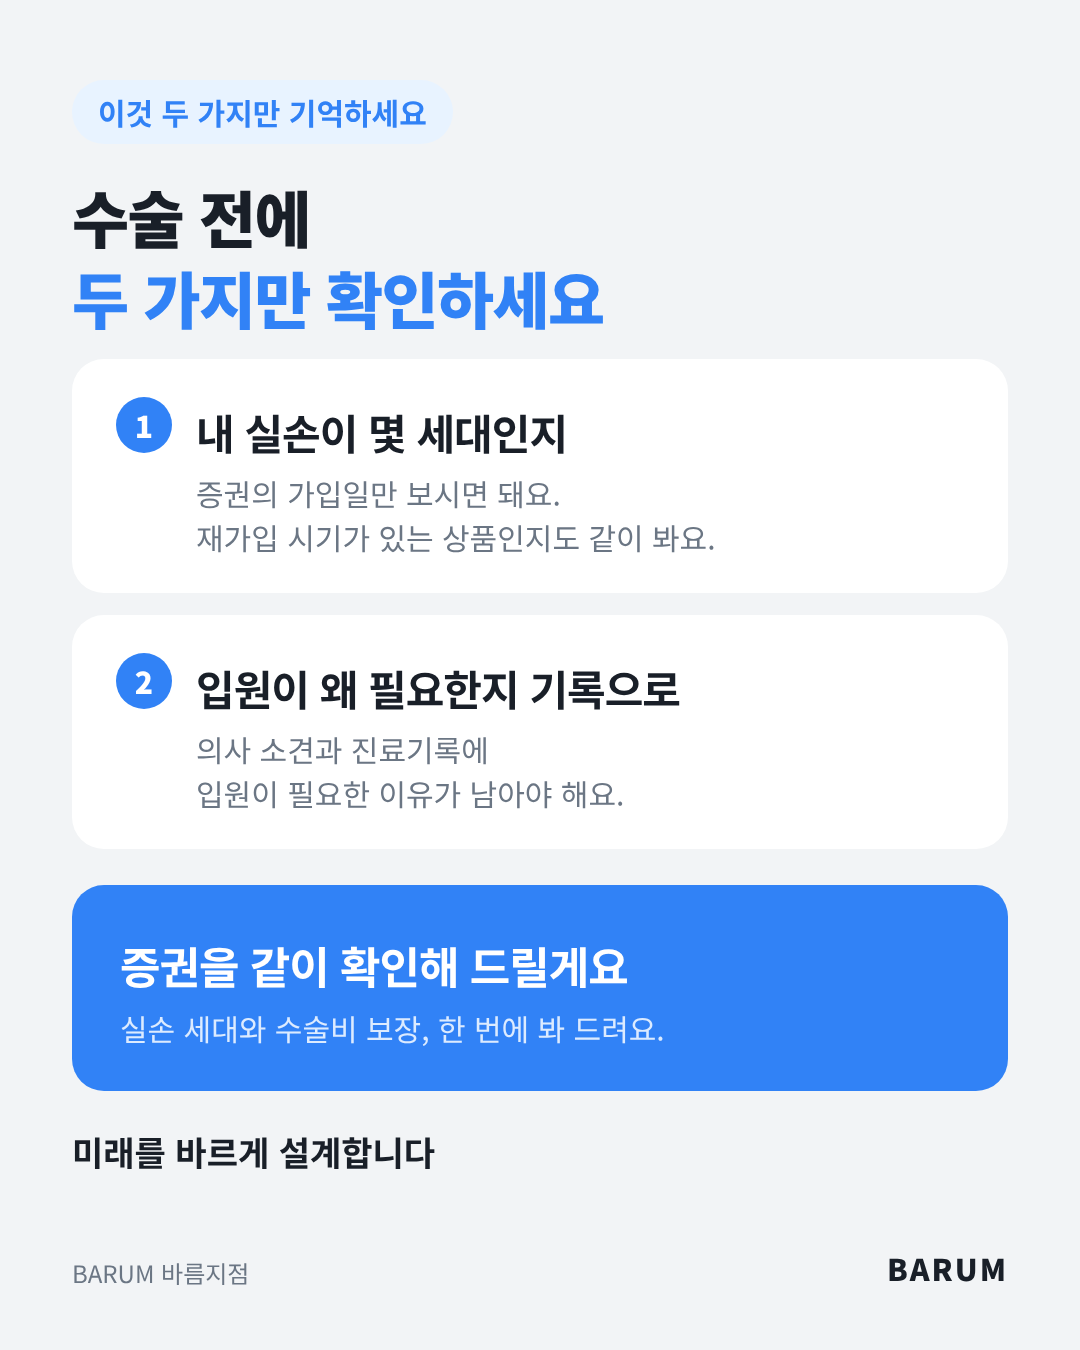 이것 두 가지만 기억하세요
수술 전에
두 가지만 확인하세요
1 내 실손이 몇 세대인지
증권의 가입일만 보시면 돼요.
재가입 시기가 있는 상품인지도 같이 봐요.
2 입원이 왜 필요한지 기록으로
의사 소견과 진료기록에
입원이 필요한 이유가 남아야 해요.
증권을 같이 확인해 드릴게요
실손 세대와 수술비 보장, 한 번에 봐 드려요.
미래를 바르게 설계합니다
BARUM 바름지점
BARUM